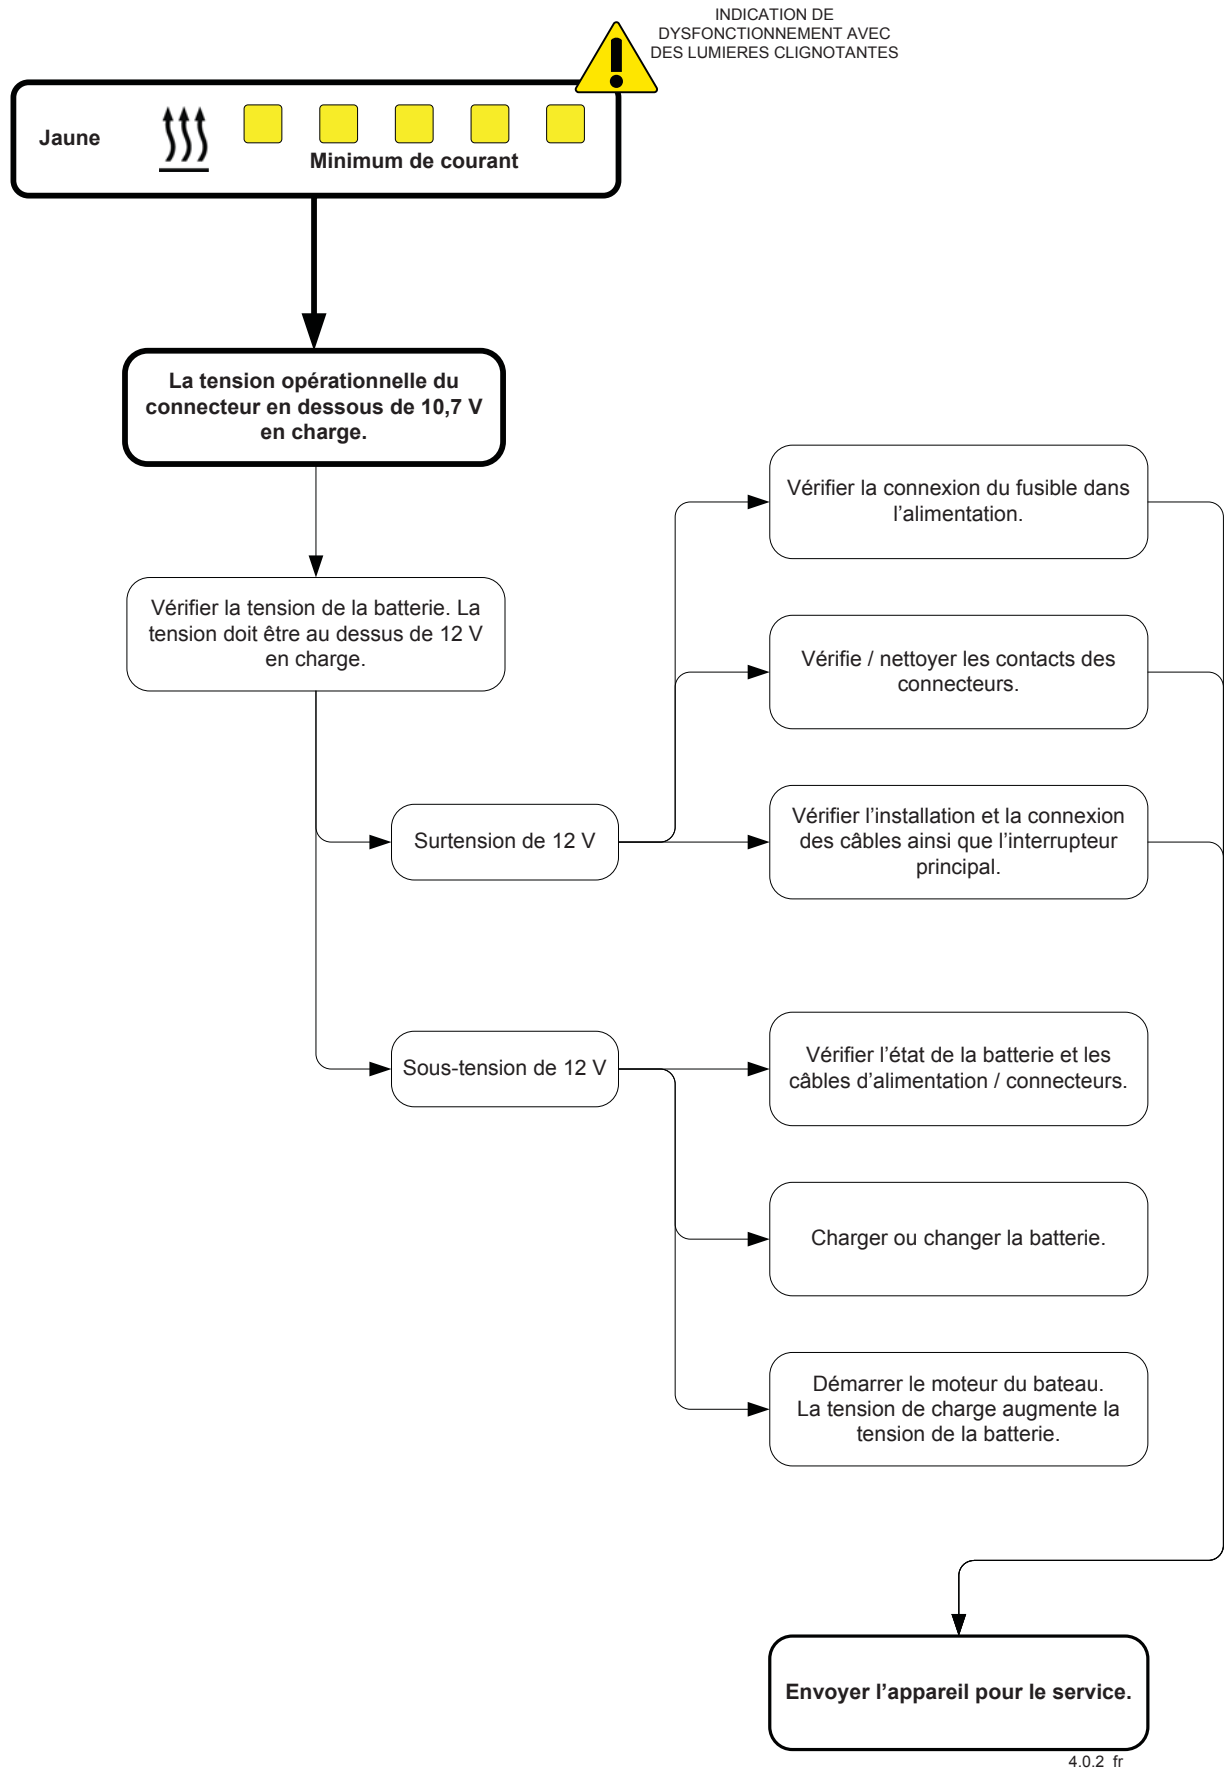 INDICATION DE
DYSFONCTIONNEMENT AVEC
DES LUMIERES CLIGNOTANTES
Jaune
Minimum de courant
La tension opérationnelle du
connecteur en dessous de 10,7 V
en charge.
Vérifier la connexion du fusible dans
l’alimentation.
Vérifier la tension de la batterie. La
tension doit être au dessus de 12 V
en charge.
Vérifie / nettoyer les contacts des
connecteurs.
Surtension de 12 V
Vérifier l’installation et la connexion
des câbles ainsi que l’interrupteur
principal.
Sous-tension de 12 V
Vérifier l’état de la batterie et les
câbles d’alimentation / connecteurs.
Charger ou changer la batterie.
Démarrer le moteur du bateau.
La tension de charge augmente la
tension de la batterie.
Envoyer l’appareil pour le service.
4.0.2 fr